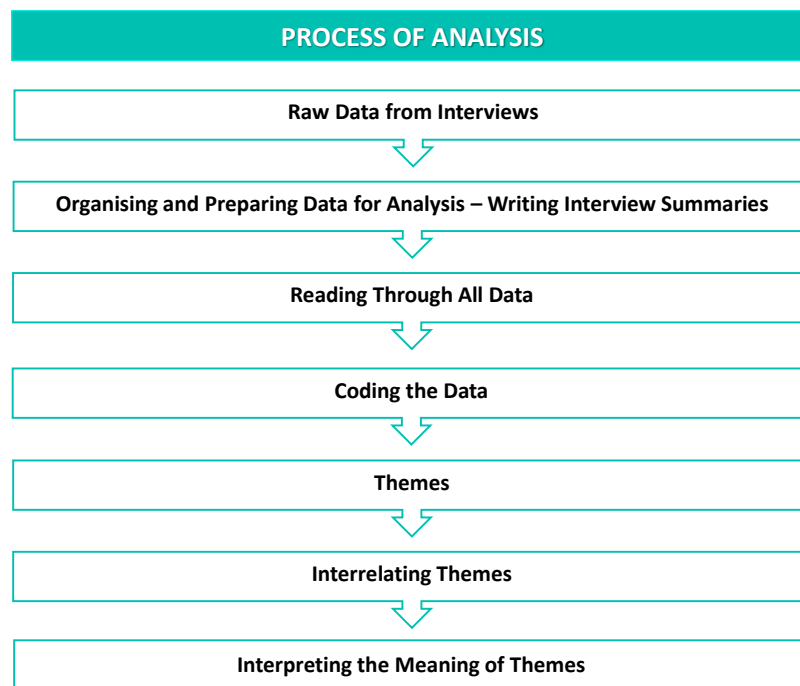 PROCESS OF ANALYSIS
Raw Data from Interviews
Organising and Preparing Data for Analysis – Writing Interview Summaries
Reading Through All Data
Coding the Data
Themes
Interrelating Themes
Interpreting the Meaning of Themes